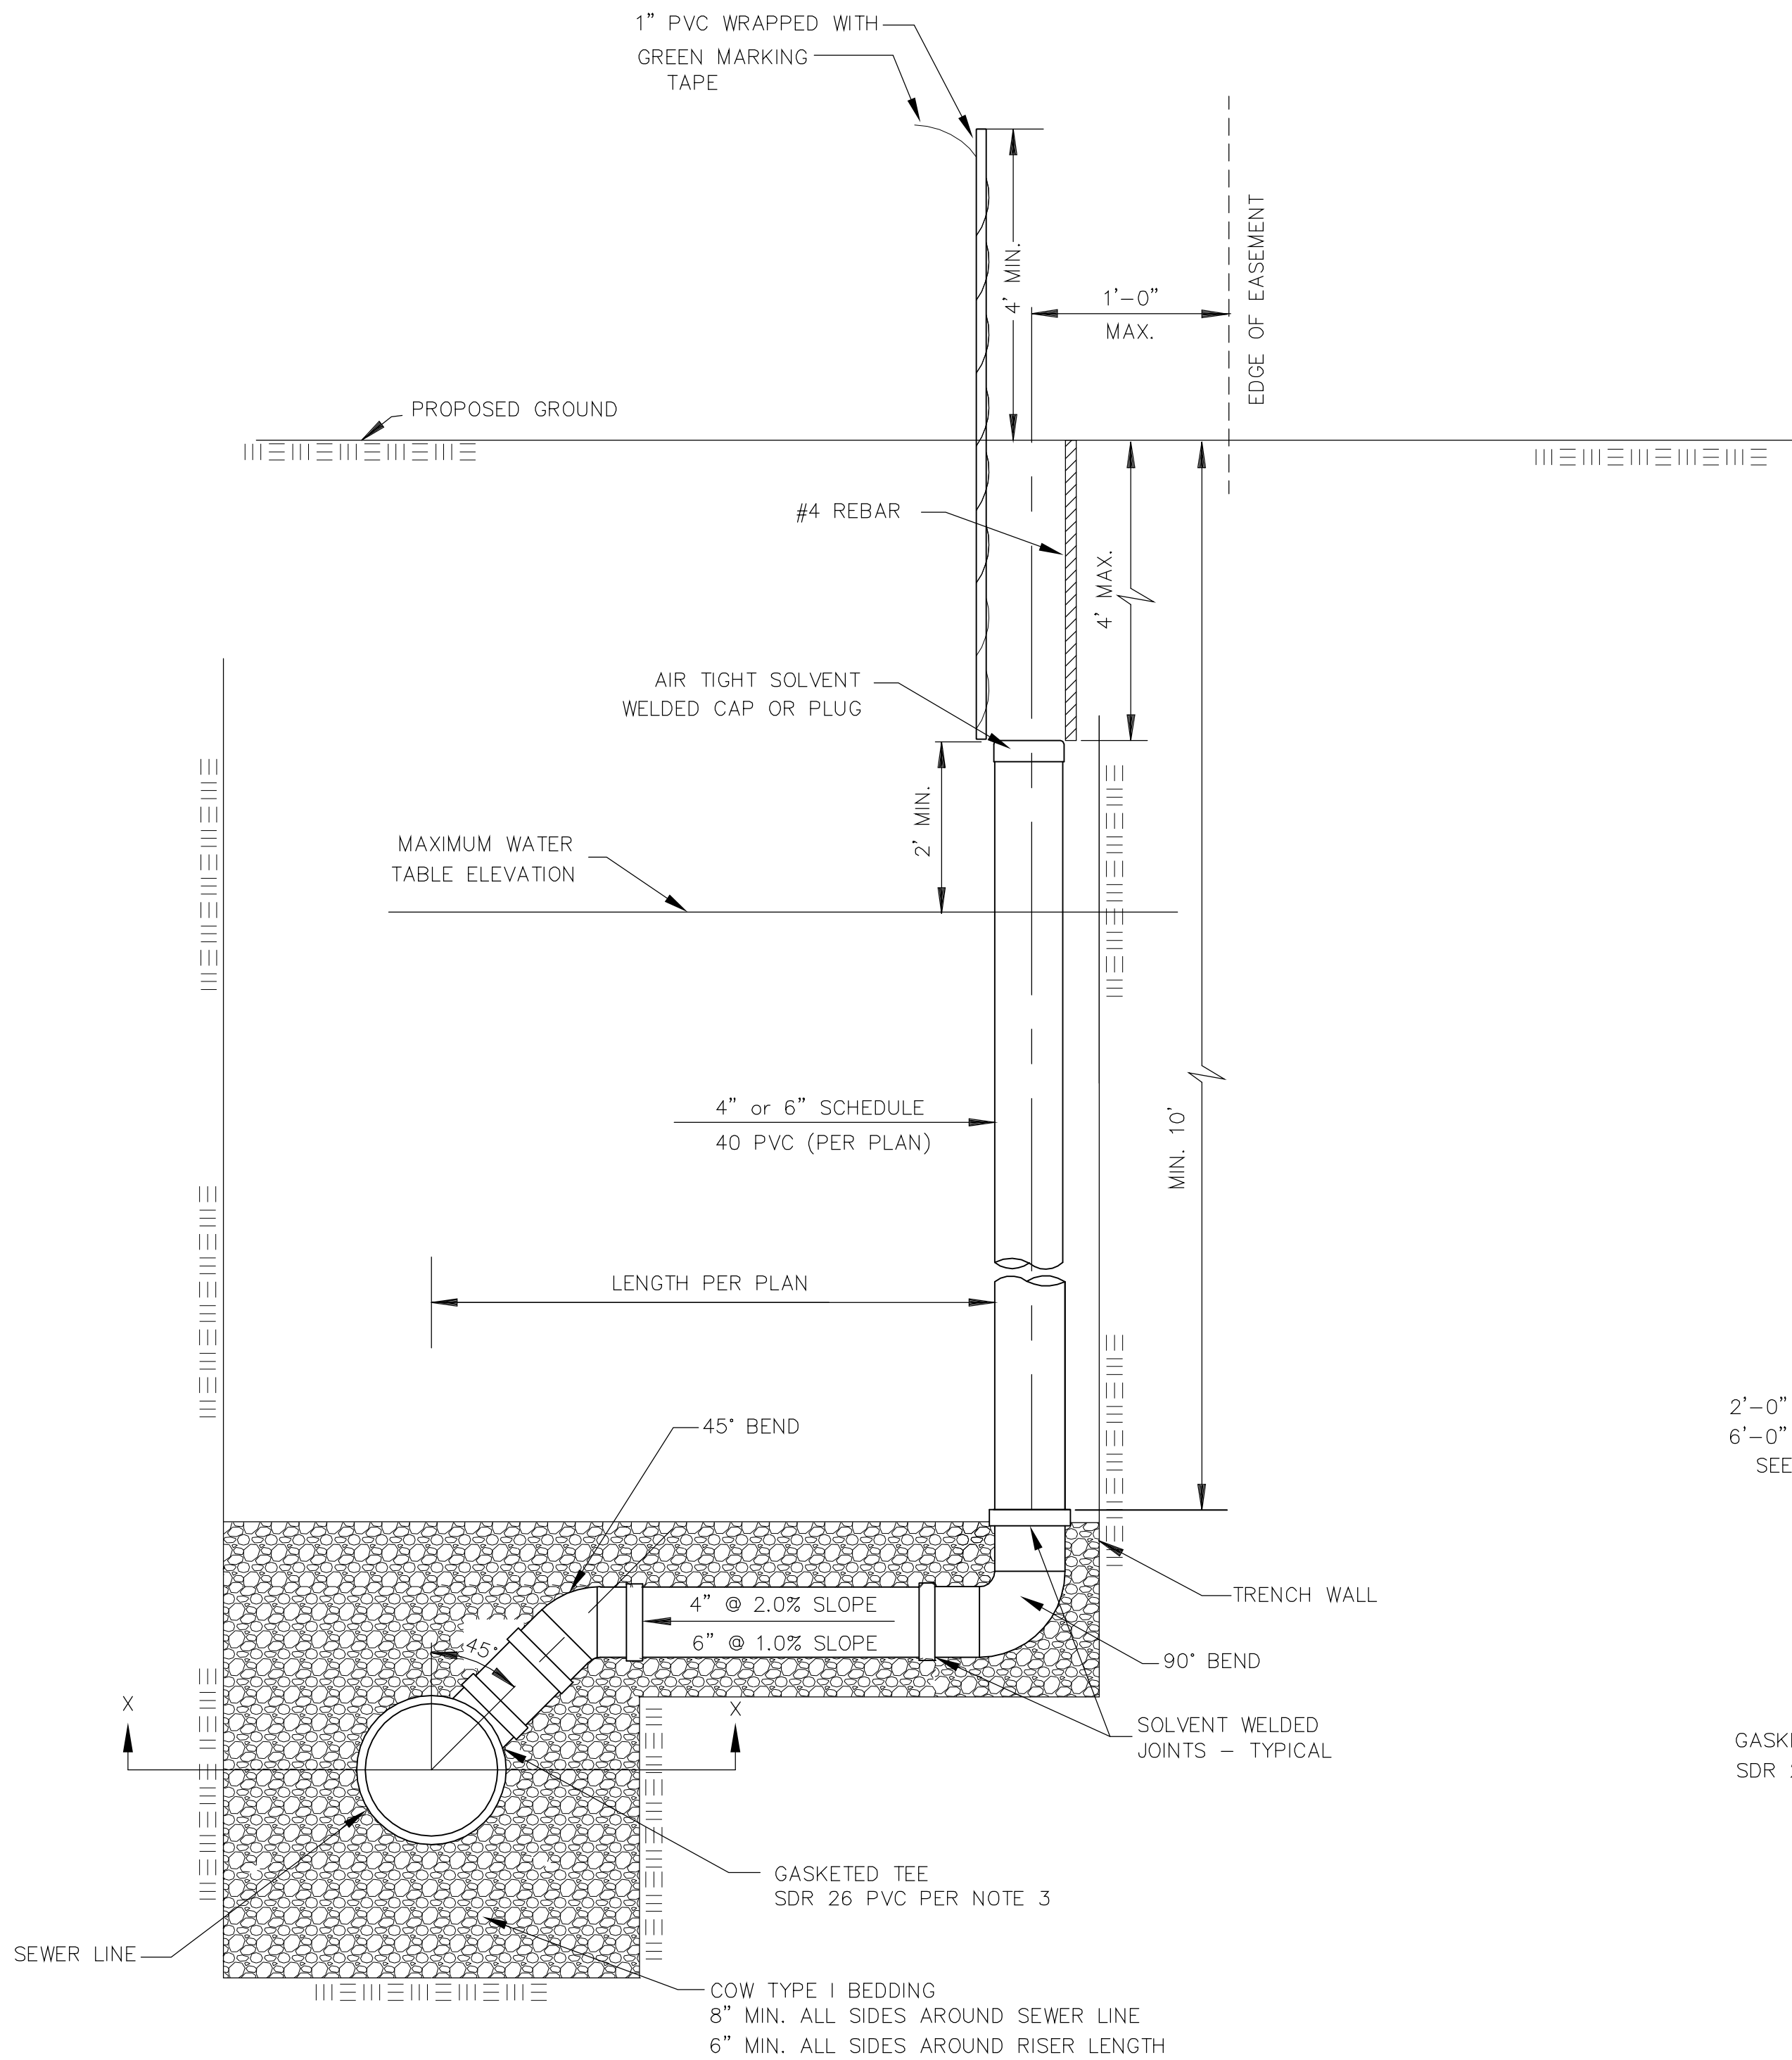 1” PVC WRAPPED WITH
GREEN MARKING
TAPE
4’ MIN.
1’-0”
MAX.
EDGE OF EASEMENT
PROPOSED GROUND
#4 REBAR
4’ MAX.
AIR TIGHT SOLVENT
WELDED CAP OR PLUG
2’ MIN.
MAXIMUM WATER
TABLE ELEVATION
4” or 6” SCHEDULE
40 PVC (PER PLAN)
MIN. 10’
LENGTH PER PLAN
2’-0”
6’-0”
SEE
45° BEND
4” @ 2.0% SLOPE
6” @ 1.0% SLOPE
TRENCH WALL
45°
90° BEND
X
X
SOLVENT WELDED
JOINTS - TYPICAL
SDR
GASKETED TEE
SDR 26 PVC PER NOTE 3
SEWER LINE
COW TYPE I BEDDING
8” MIN. ALL SIDES AROUND SEWER LINE
6” MIN. ALL SIDES AROUND RISER LENGTH